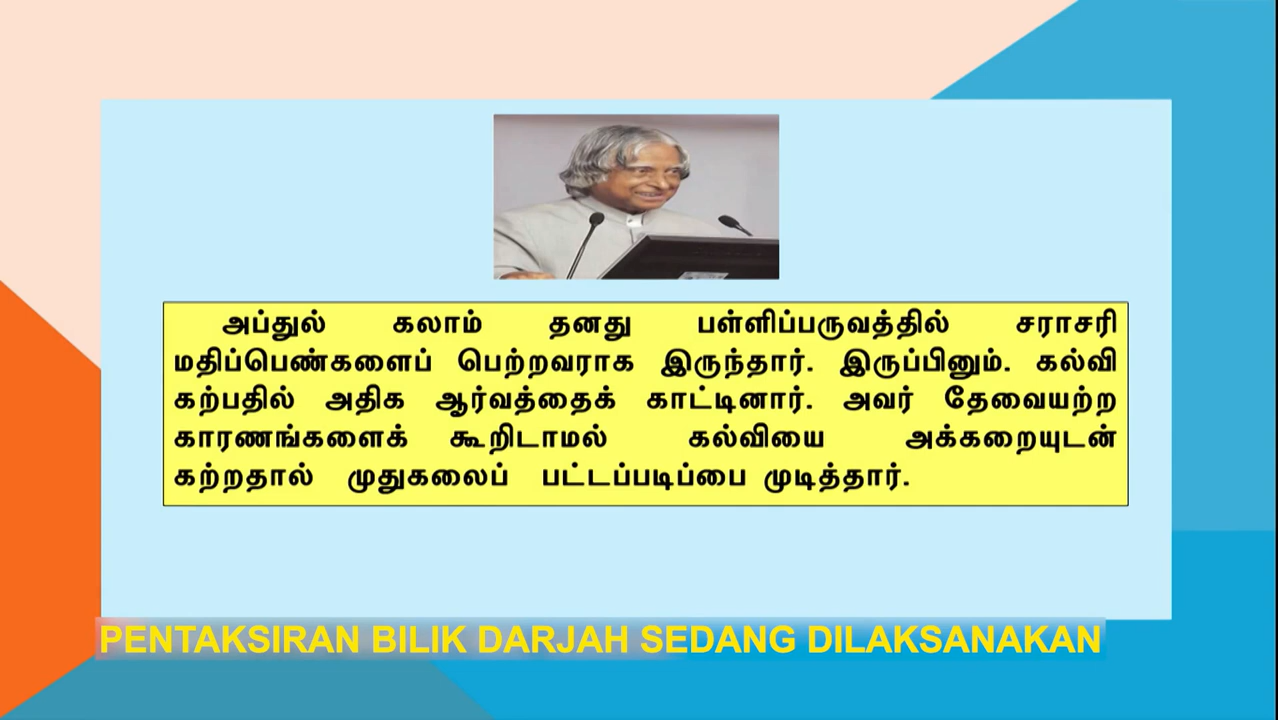 அப்துல் கலாம் தனது பள்ளிப்பருவத்தில் சராசரி
மதிப்பெண்களைப் பெற்றவராக இருந்தார். இருப்பினும். கல்வி
கற்பதில் அதிக ஆர்வத்தைக் காட்டினார். அவர் தேவையற்ற
காரணங்களைக் கூறிடாமல் கல்வியை அக்கறையுடன்
கற்றதால் முதுகலைப் பட்டப்படிப்பை முடித்தார்.
PENTAKSIRAN BILIK DARJAH SEDANG DILAKSANAKAN